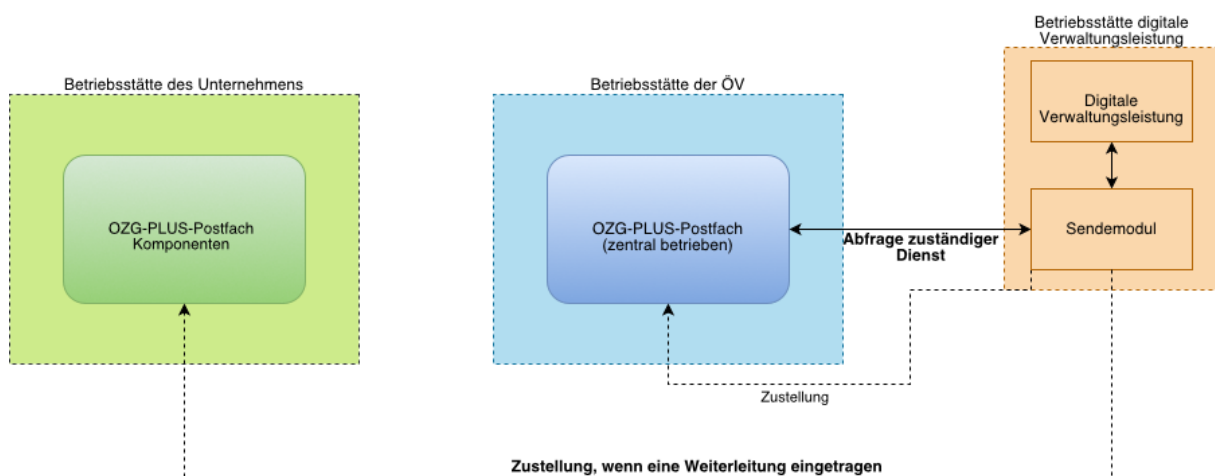 Betriebsstätte digitale
Verwaltungsleistung
Betriebsstätte des Unternehmens
Betriebsstätte der ÖV
Digitale
Verwaltungsleistung
OZG-PLUS-Postfach
Komponenten
OZG-PLUS-Postfach
(zentral betrieben)
Abfrage zuständiger
Dienst
Sendemodul
Zustellung
Zustellung, wenn eine Weiterleitung eingetragen